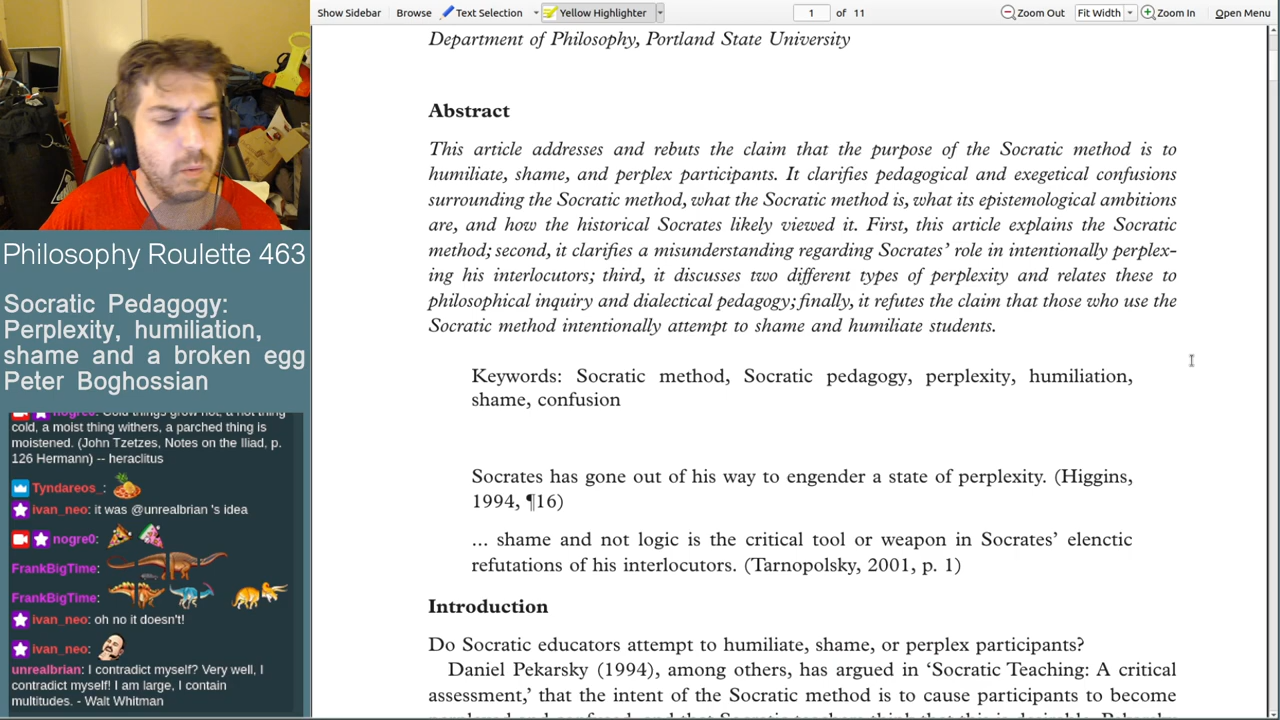 Show Sidebar Browse Text Selection Yellow Highlighter 1 of 11 Zoom Out Fit Width Zoom In Open Menu
Department of Philosophy, Portland State University
Abstract
This article addresses and rebuts the claim that the purpose of the Socratic method is to
humiliate, shame, and perplex participants. It clarifies pedagogical and exegetical confusions
surrounding the Socratic method, what the Socratic method is, what its epistemological ambitions
are, and how the historical Socrates likely viewed it. First, this article explains the Socratic
method; second, it clarifies a misunderstanding regarding Socrates' role in intentionally perplex-
ing his interlocutors; third, it discusses two different types of perplexity and relates these to
philosophical inquiry and dialectical pedagogy; finally, it refutes the claim that those who use the
Socratic method intentionally attempt to shame and humiliate students.
Keywords: Socratic method, Socratic pedagogy, perplexity, humiliation,
shame, confusion
Socrates has gone out of his way to engender a state of perplexity. (Higgins,
1994, ¶16)
... shame and not logic is the critical tool or weapon in Socrates' elenctic
refutations of his interlocutors. (Tarnopolsky, 2001, p. 1)
Introduction
Do Socratic educators attempt to humiliate, shame, or perplex participants?
Daniel Pekarsky (1994), among others, has argued in 'Socratic Teaching: A critical
assessment,' that the intent of the Socratic method is to cause participants to become
Philosophy Roulette 463
Socratic Pedagogy:
Perplexity, humiliation,
shame and a broken egg
Peter Boghossian
cold, a moist thing withers, a parched thing is
moistened. (John Tzetzes, Notes on the Iliad, p.
126 Hermann) -- heraclitus
Tyndareos_:
ivan_neo: it was @unrealbrian 's idea
nogre0:
FrankBigTime:
FrankBigTime:
ivan_neo: oh no it doesn't!
ivan_neo:
unrealbrian: I contradict myself? Very well, I
contradict myself! I am large, I contain
multitudes. - Walt Whitman